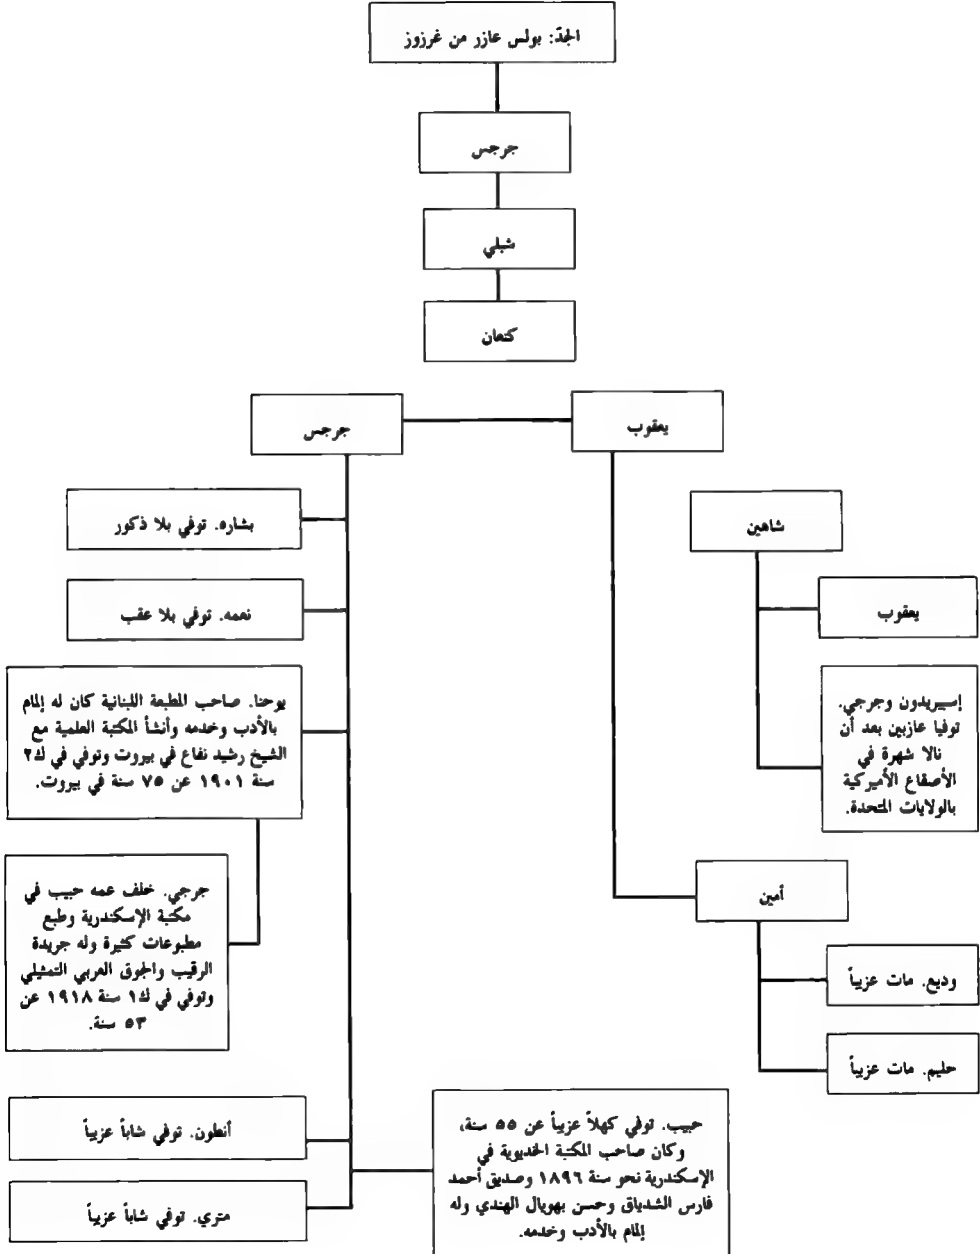 الجدّ: بولس عازر من غرزوز
جرجس
شبلي
كنعان
يعقوب
جرجس
شاهين
يعقوب
إسبيريدون وجرجي.
توفيا عازبين بعد أن
نالا شهرة في
الأصقاع الأميركية
بالولايات المتحدة.
أمين
وديع. مات عزيباً
حليم. مات عزيباً
بشاره. توفي بلا ذكور
نعمه. توفي بلا عقب
يوحنا. صاحب المطبعة اللبنانية كان له إلمام
بالأدب وخدمه وأنشأ المكتبة العلمية مع
الشيخ رشيد نفاع في بيروت وتوفي في ك٢
سنة ١٩٠١ عن ٧٥ سنة في بيروت.
جرجي. خلف عمه حبيب في
مكتبة الإسكندرية وطبع
مطبوعات كثيرة وله جريدة
الرقيب والجوق العربي التمثيلي
وتوفي في ك١ سنة ١٩١٨ عن
٥٣ سنة.
أنطون. توفي شاباً عزيباً
حبيب. توفي كهلاً عزيباً عن ٥٥ سنة،
وكان صاحب المكتبة الخديوية في
الإسكندرية نحو سنة ١٨٩٦ وصديق أحمد
فارس الشدياق وحسن بهوبال الهندي وله
إلمام بالأدب وخدمه.
متري. توفي شاباً عزيباً